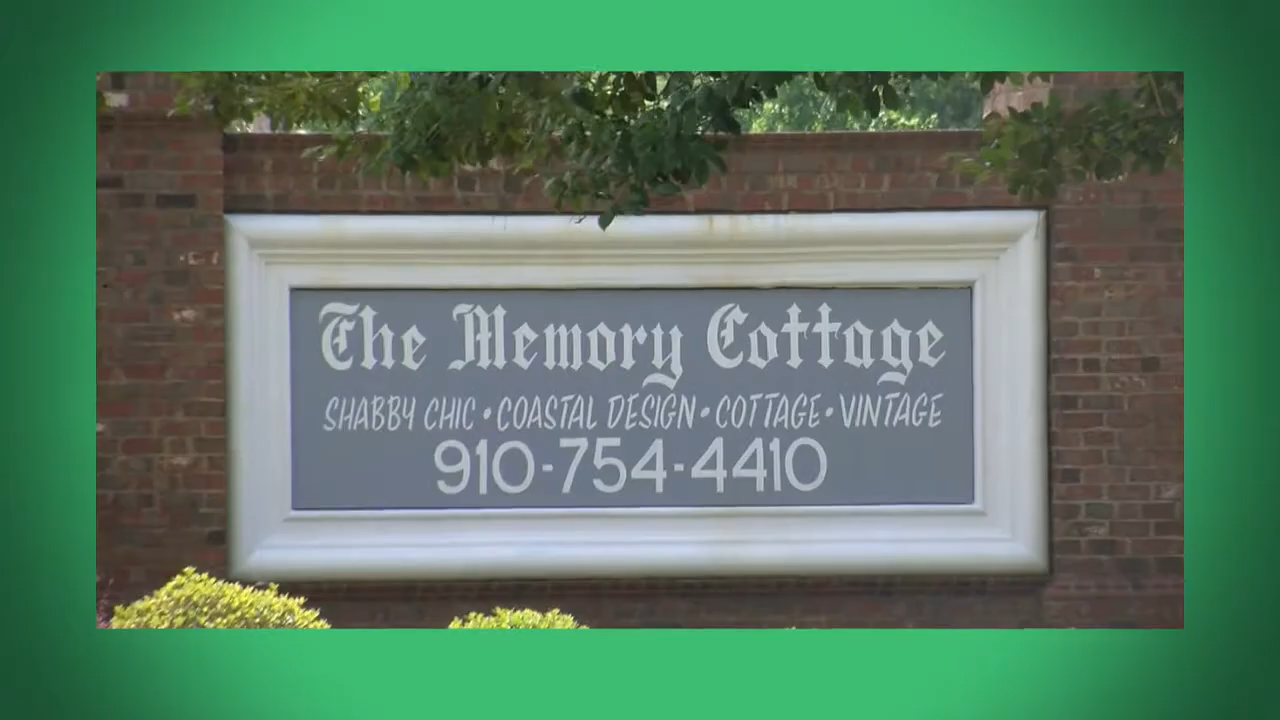 The Memory Cottage
SHABBY CHIC • COASTAL DESIGN • COTTAGE • VINTAGE
910-754-4410